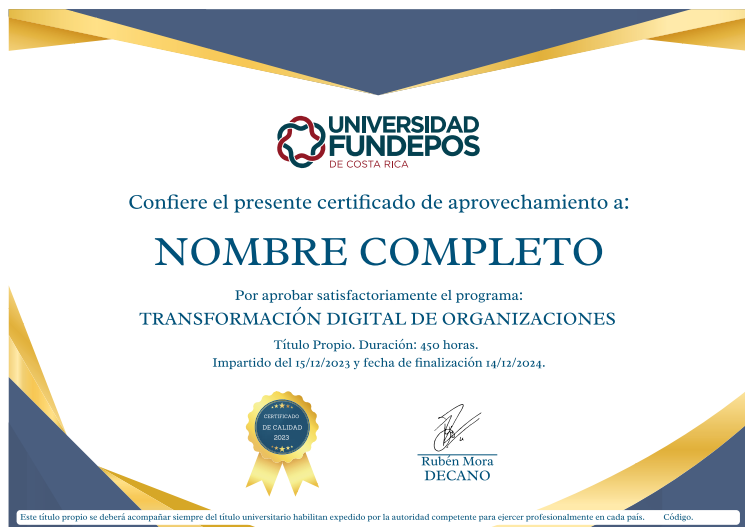 UNIVERSIDAD
FUNDEPOS
DE COSTA RICA
Confiere el presente certificado de aprovechamiento a:
NOMBRE COMPLETO
Por aprobar satisfactoriamente el programa:
TRANSFORMACIÓN DIGITAL DE ORGANIZACIONES
Título Propio. Duración: 450 horas.
Impartido del 15/12/2023 y fecha de finalización 14/12/2024.
CERTIFICADO
DE CALIDAD
2023
Rubén Mora
DECANO
Este título propio se deberá acompañar siempre del título universitario habilitan expedido por la autoridad competente para ejercer profesionalmente en cada país. Código.